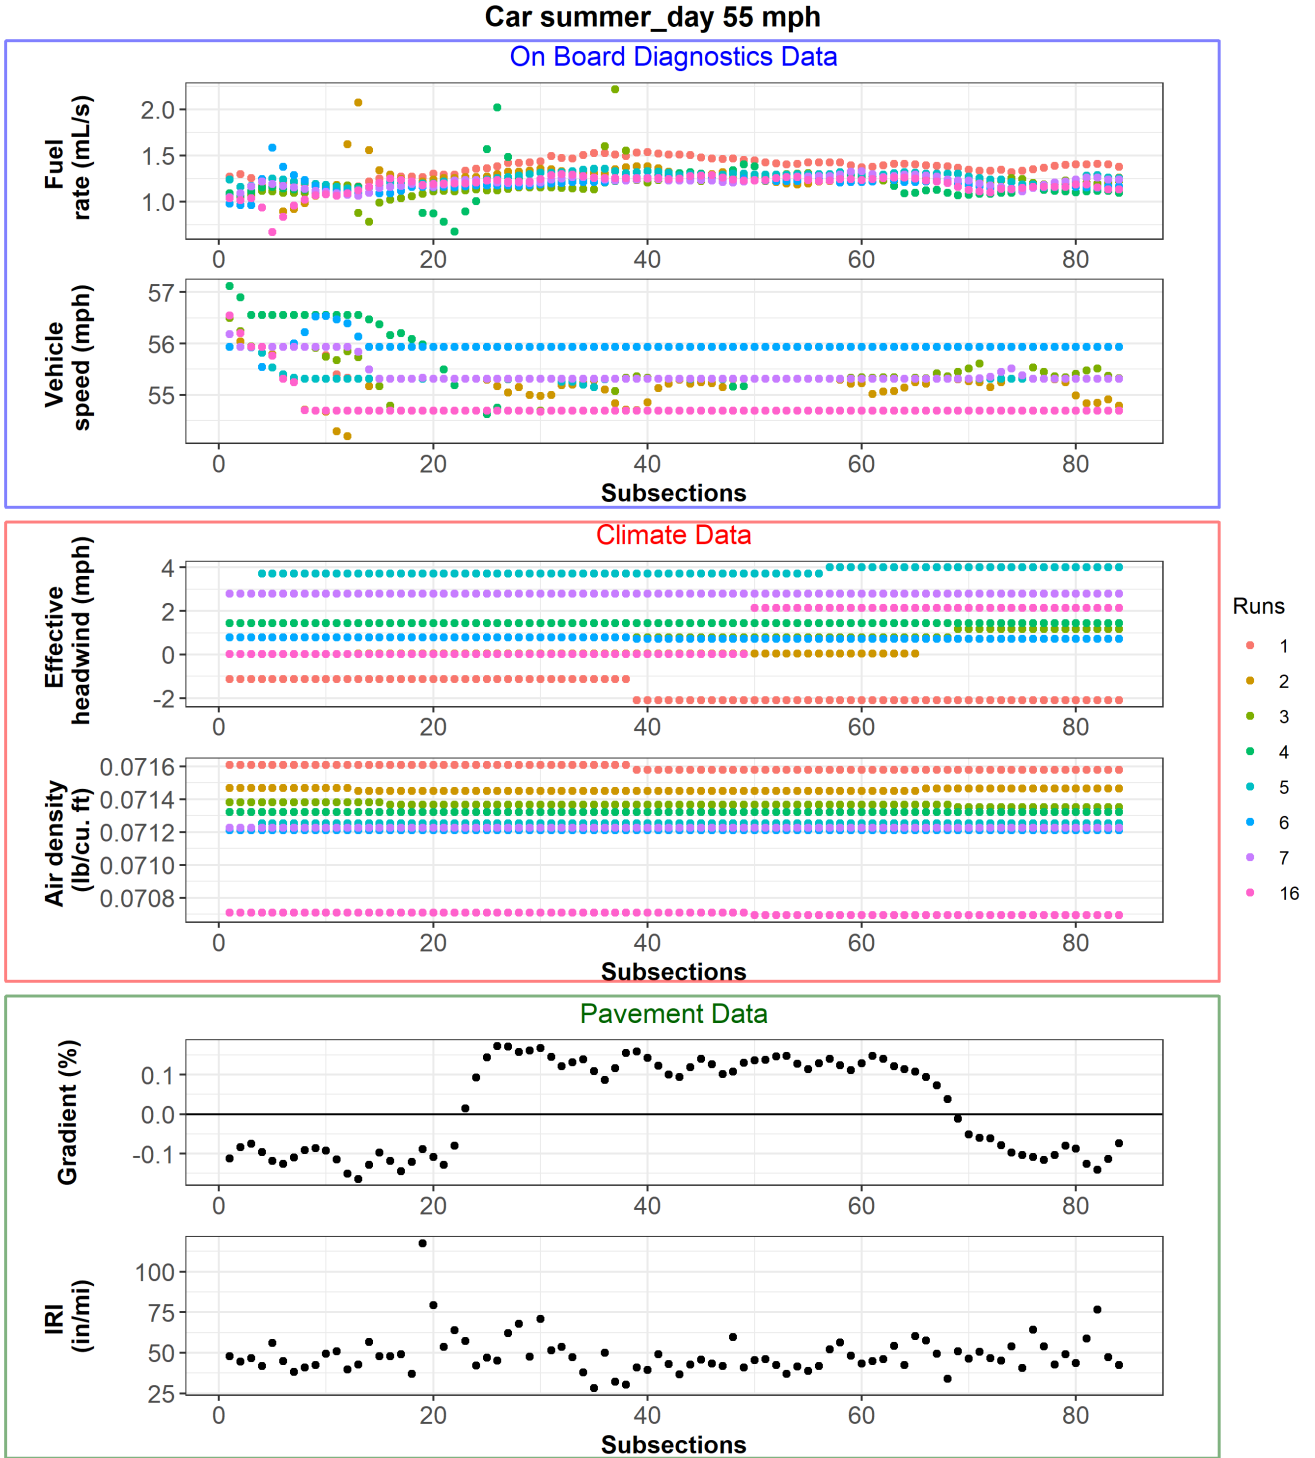 Car summer_day 55 mph
On Board Diagnostics Data
Fuel
rate (mL/s)
2.0
1.5
1.0
0 20 40 60 80
Vehicle
speed (mph)
57
56
55
0 20 40 60 80
Subsections
Climate Data
Effective
headwind (mph)
4
2
0
-2
0 20 40 60 80
Air density
(lb/cu. ft)
0.0716
0.0714
0.0712
0.0710
0.0708
0 20 40 60 80
Subsections
Runs
1
2
3
4
5
6
7
16
Pavement Data
Gradient (%)
0.1
0.0
-0.1
0 20 40 60 80
IRI
(in/mi)
100
75
50
25
0 20 40 60 80
Subsections